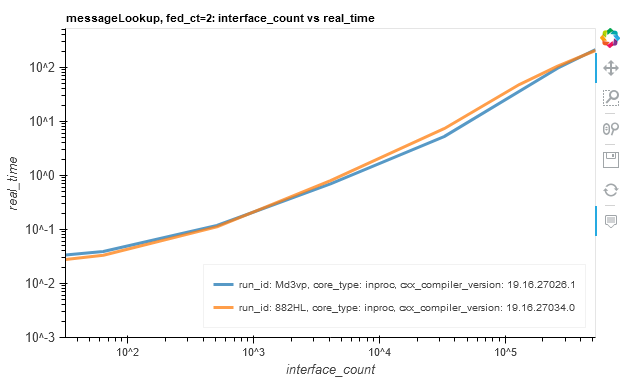 messageLookup, fed_ct=2: interface_count vs real_time
10^2
10^1
10^0
10^-1
10^-2
10^-3
real_time
run_id: Md3vp, core_type: inproc, cxx_compiler_version: 19.16.27026.1
run_id: 882HL, core_type: inproc, cxx_compiler_version: 19.16.27034.0
10^2
10^3
10^4
10^5
interface_count